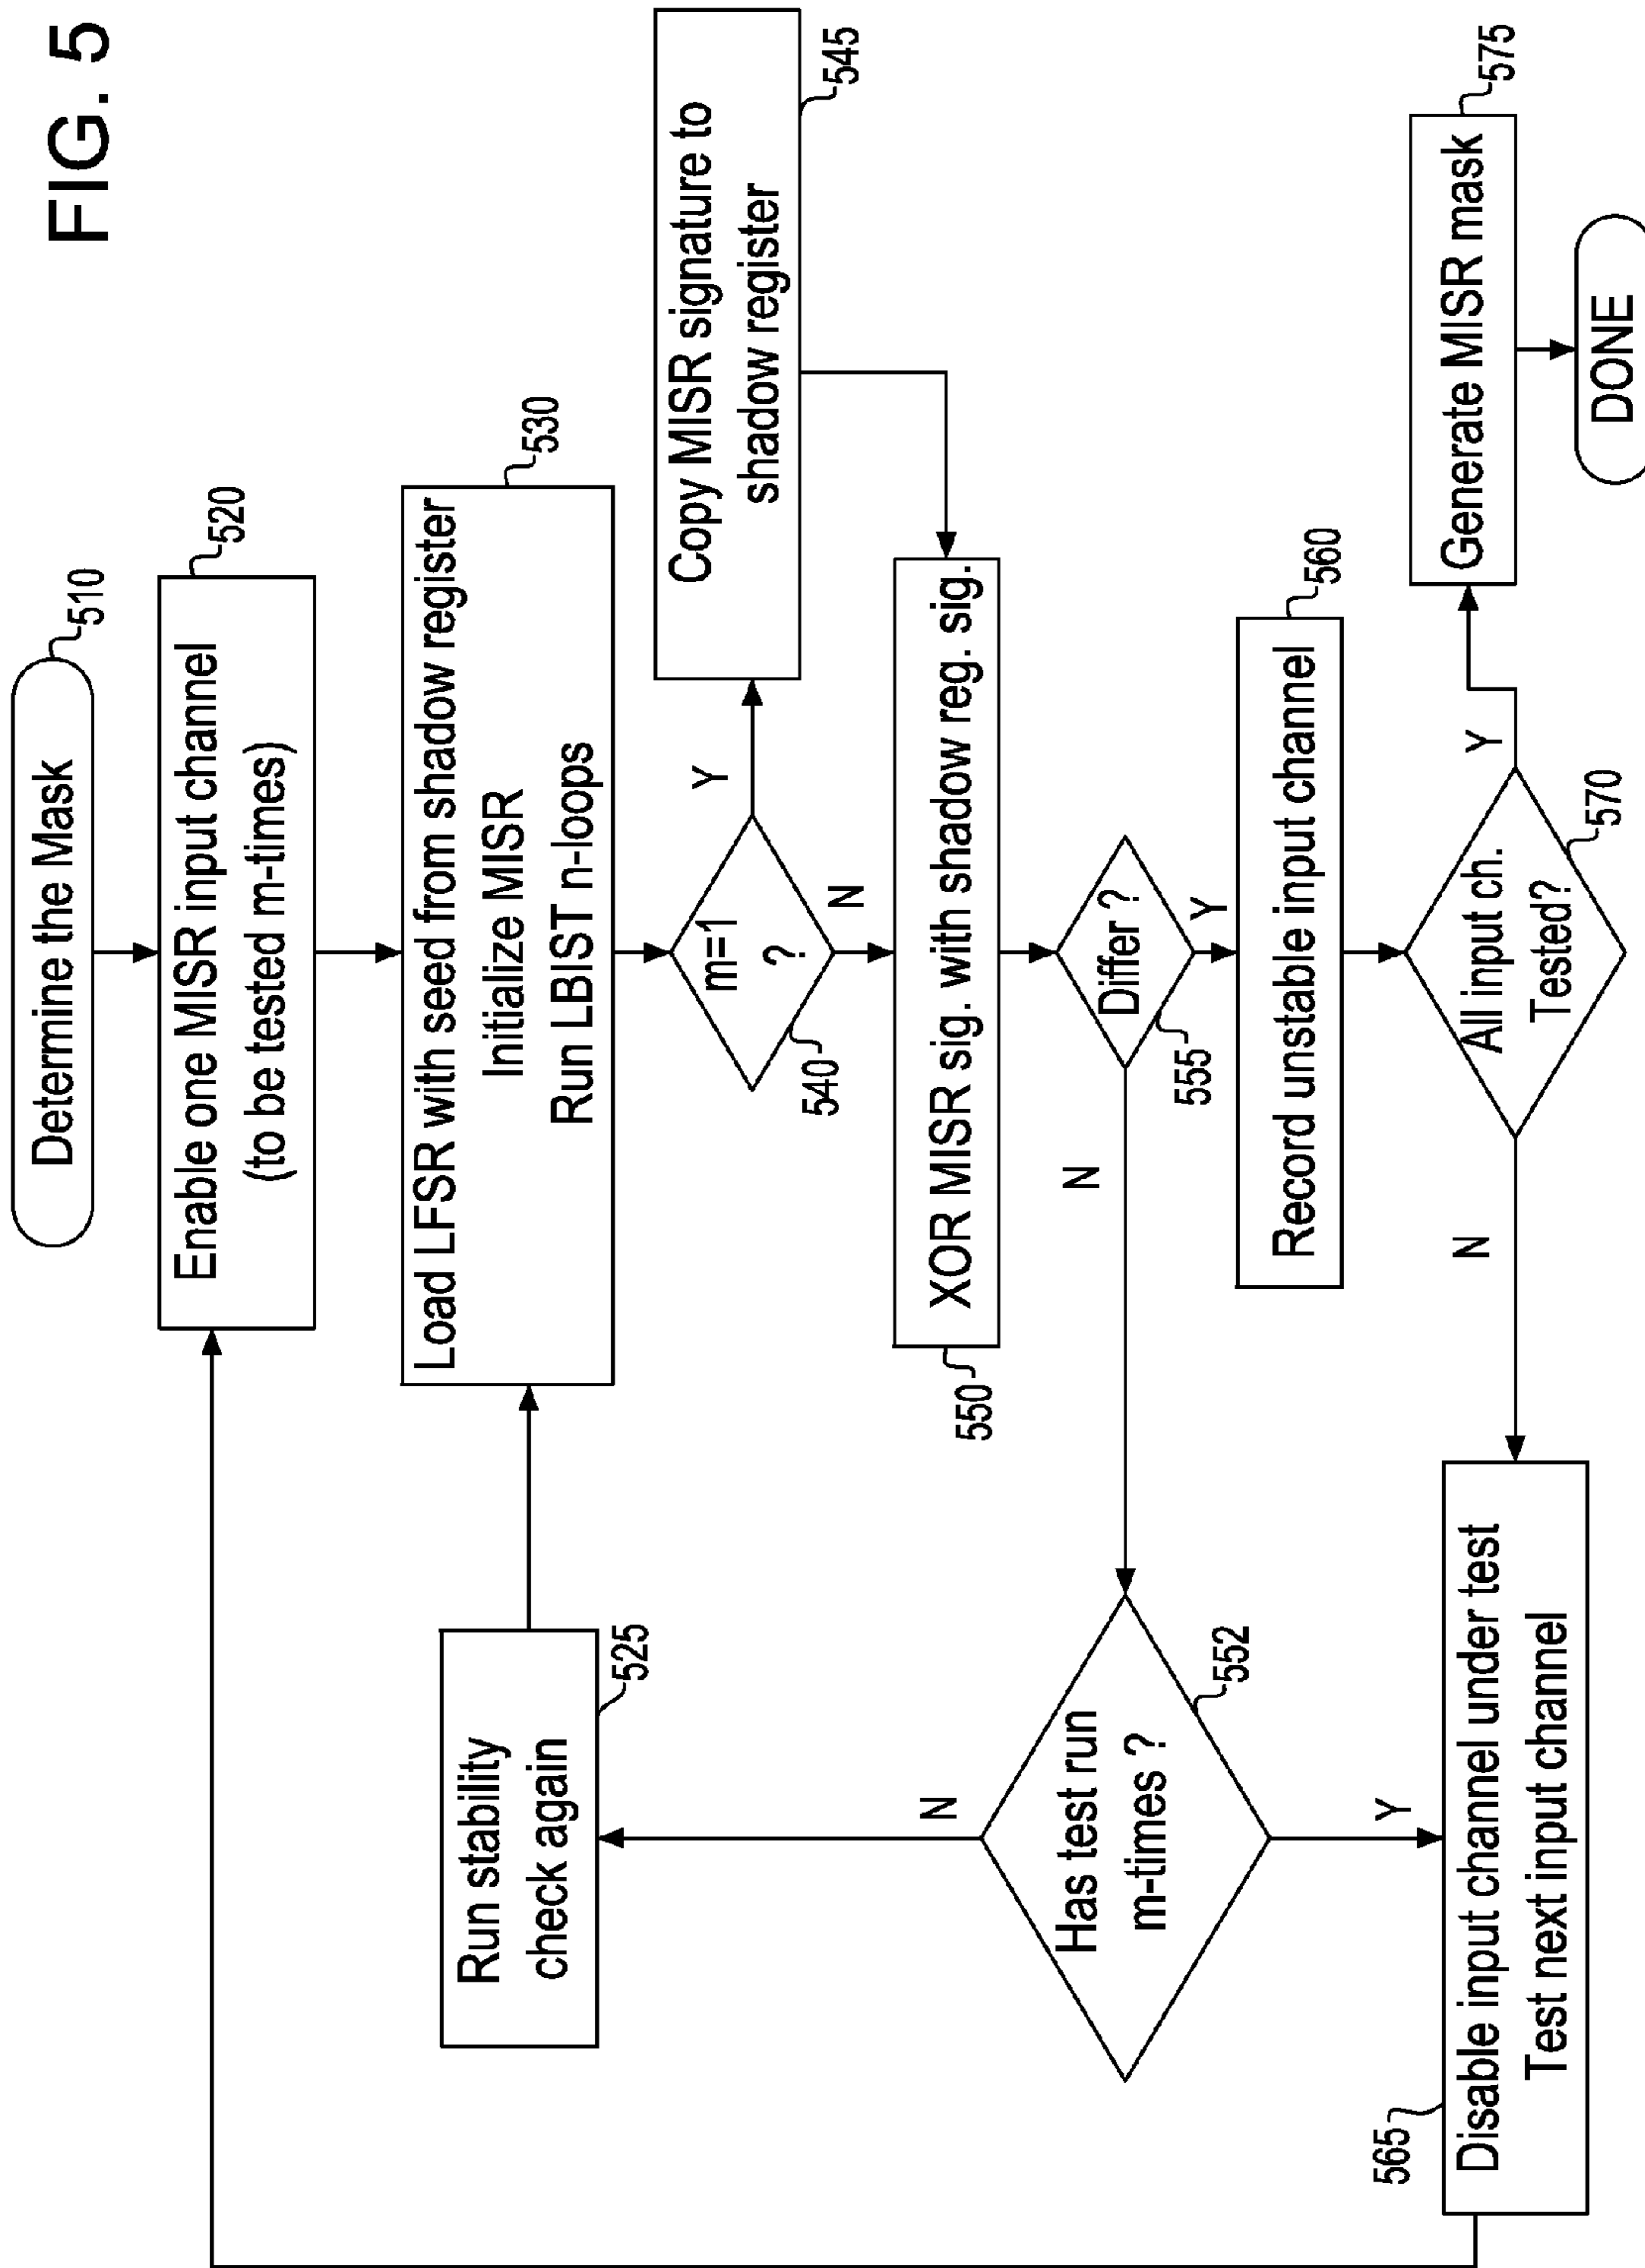 FIG. 5
Determine the Mask
510
Enable one MISR input channel
(to be tested m-times)
520
Run stability
check again
525
Load LFSR with seed from shadow register
Initialize MISR
Run LBIST n-loops
530
m=1
?
540
Y
N
Copy MISR signature to
shadow register
545
XOR MISR sig. with shadow reg. sig.
550
Differ ?
555
N
Y
Has test run
m-times ?
552
N
Y
Record unstable input channel
560
Disable input channel under test
Test next input channel
565
All input ch.
Tested?
570
N
Y
Generate MISR mask
575
DONE